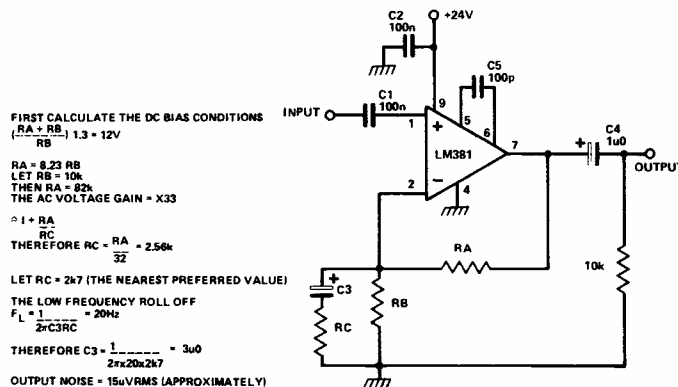 FIRST CALCULATE THE DC BIAS CONDITIONS
(RA + RB / RB) 1.3 = 12V
RA = 8.23 RB
LET RB = 10k
THEN RA = 82k
THE AC VOLTAGE GAIN = X33
≏ I + RA / RC
THEREFORE RC = RA / 32 = 2.56k
LET RC = 2k7 (THE NEAREST PREFERRED VALUE)
THE LOW FREQUENCY ROLL OFF
FL = 1 / 2πC3RC = 20Hz
THEREFORE C3 = 1 / 2πx20x2k7 = 3u0
OUTPUT NOISE = 15uVRMS (APPROXIMATELY)
C2
100n
+24V
C5
100p
C1
100n
INPUT
1
+
9
5
6
7
LM381
−
2
4
C4
1u0
+
OUTPUT
RA
10k
+
C3
RB
RC